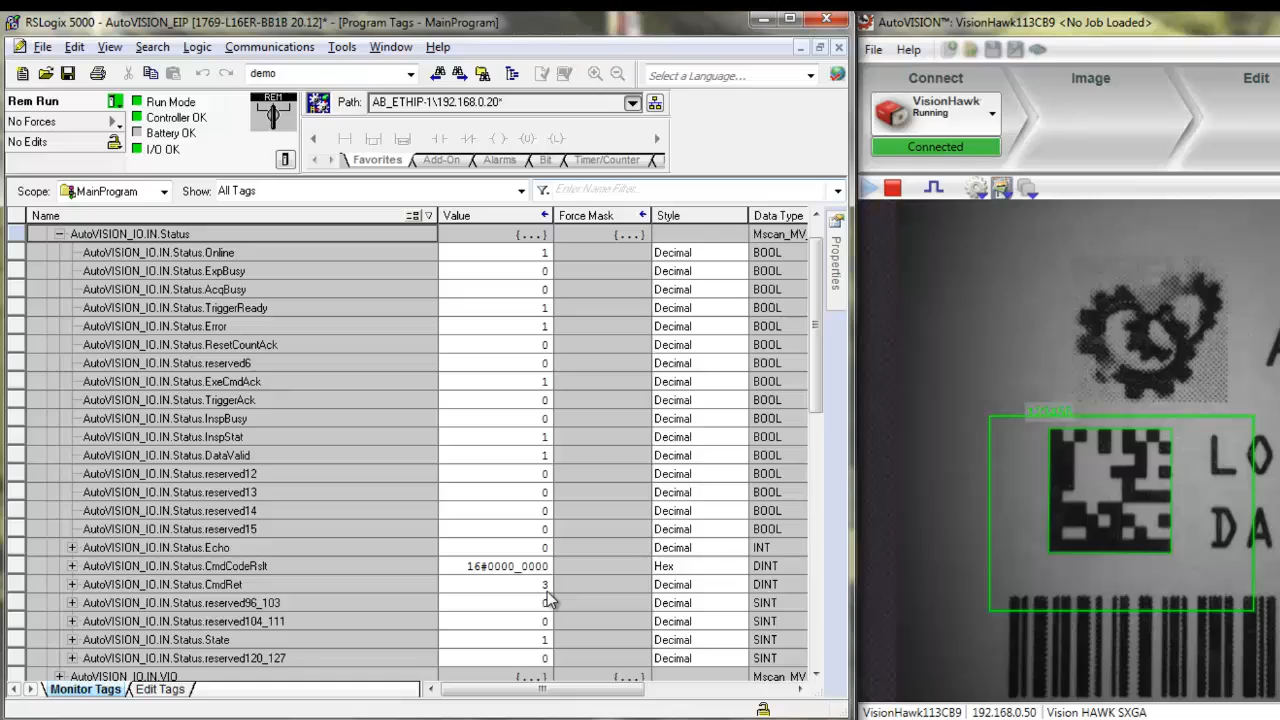 RSLogix 5000 - AutoVISION_EIP [1769-L16ER-BB1B 20.12]* - [Program Tags - MainProgram]
File Edit View Search Logic Communications Tools Window Help
demo
Select a Language...
Rem Run
No Forces
No Edits
Run Mode
Controller OK
Battery OK
I/O OK
REM
Path: AB_ETHIP-1\192.168.0.20*
Favorites Add-On Alarms Bit Timer/Counter
Scope: MainProgram Show: All Tags Enter Name Filter...
Name Value Force Mask Style Data Type
AutoVISION_IO.IN.Status {...} {...} Mscan_MV_
AutoVISION_IO.IN.Status.Online 1 Decimal BOOL
AutoVISION_IO.IN.Status.ExpBusy 0 Decimal BOOL
AutoVISION_IO.IN.Status.AcqBusy 0 Decimal BOOL
AutoVISION_IO.IN.Status.TriggerReady 1 Decimal BOOL
AutoVISION_IO.IN.Status.Error 1 Decimal BOOL
AutoVISION_IO.IN.Status.ResetCountAck 0 Decimal BOOL
AutoVISION_IO.IN.Status.reserved6 0 Decimal BOOL
AutoVISION_IO.IN.Status.ExeCmdAck 1 Decimal BOOL
AutoVISION_IO.IN.Status.TriggerAck 0 Decimal BOOL
AutoVISION_IO.IN.Status.InspBusy 0 Decimal BOOL
AutoVISION_IO.IN.Status.InspStat 1 Decimal BOOL
AutoVISION_IO.IN.Status.DataValid 1 Decimal BOOL
AutoVISION_IO.IN.Status.reserved12 0 Decimal BOOL
AutoVISION_IO.IN.Status.reserved13 0 Decimal BOOL
AutoVISION_IO.IN.Status.reserved14 0 Decimal BOOL
AutoVISION_IO.IN.Status.reserved15 0 Decimal BOOL
AutoVISION_IO.IN.Status.Echo 0 Decimal INT
AutoVISION_IO.IN.Status.CmdCodeRslt 16#0000_0000 Hex DINT
AutoVISION_IO.IN.Status.CmdRet 3 Decimal DINT
AutoVISION_IO.IN.Status.reserved96_103 0 Decimal SINT
AutoVISION_IO.IN.Status.reserved104_111 0 Decimal SINT
AutoVISION_IO.IN.Status.State 1 Decimal SINT
AutoVISION_IO.IN.Status.reserved120_127 0 Decimal SINT
AutoVISION_IO.IN.VIO {...} {...} Mscan_MV_
Monitor Tags Edit Tags
Properties
AutoVISION™: VisionHawk113CB9 <No Job Loaded>
File Help
Connect Image Edit
VisionHawk
Running
Connected
LO
DA
VisionHawk113CB9 192.168.0.50 Vision HAWK SXGA